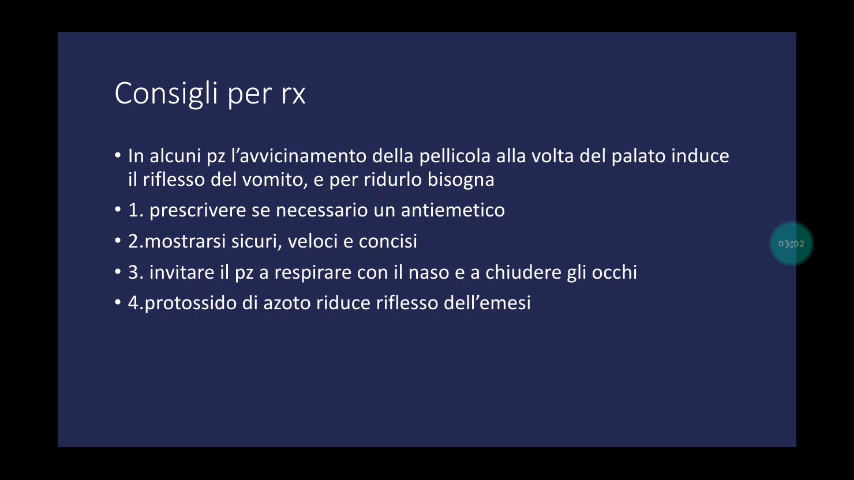 Consigli per rx
• In alcuni pz l’avvicinamento della pellicola alla volta del palato induce
il riflesso del vomito, e per ridurlo bisogna
• 1. prescrivere se necessario un antiemetico
• 2.mostrarsi sicuri, veloci e concisi
• 3. invitare il pz a respirare con il naso e a chiudere gli occhi
• 4.protossido di azoto riduce riflesso dell’emesi
03:02